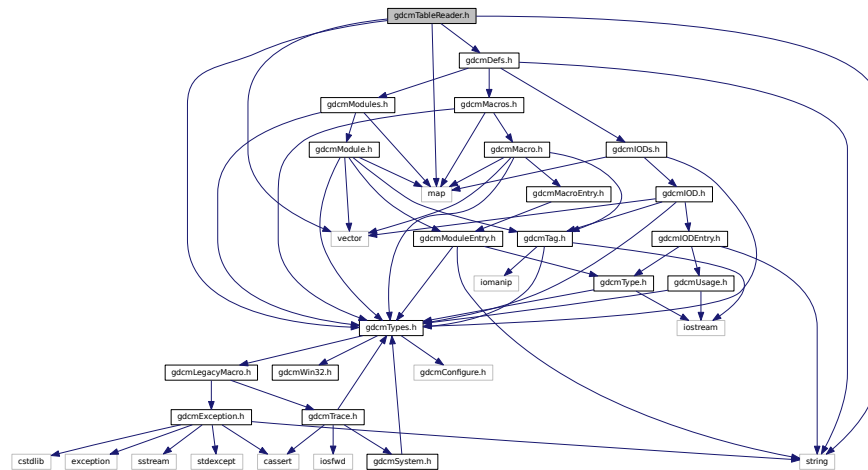 gdcmTableReader.h
gdcmDefs.h
gdcmModules.h
gdcmMacros.h
gdcmModule.h
gdcmMacro.h
gdcmIODs.h
map
gdcmMacroEntry.h
gdcmIOD.h
vector
gdcmModuleEntry.h
gdcmTag.h
gdcmIODEntry.h
iomanip
gdcmType.h
gdcmUsage.h
gdcmTypes.h
iostream
gdcmLegacyMacro.h
gdcmWin32.h
gdcmConfigure.h
gdcmException.h
gdcmTrace.h
cstdlib
exception
sstream
stdexcept
cassert
iosfwd
gdcmSystem.h
string